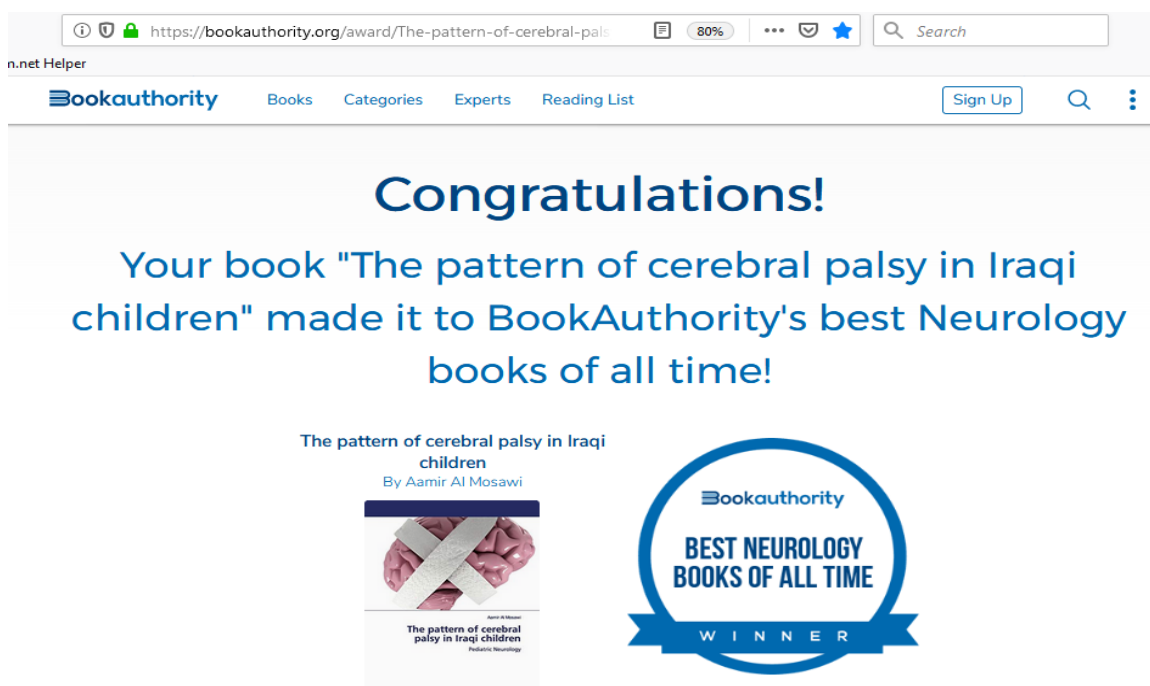 https://bookauthority.org/award/The-pattern-of-cerebral-pals
80%
Search
n.net Helper
Bookauthority
Books
Categories
Experts
Reading List
Sign Up
Congratulations!
Your book "The pattern of cerebral palsy in Iraqi
children" made it to BookAuthority's best Neurology
books of all time!
The pattern of cerebral palsy in Iraqi
children
By Aamir Al Mosawi
Aamir Al Mosawi
The pattern of cerebral
palsy in Iraqi children
Pediatric Neurology
Bookauthority
BEST NEUROLOGY
BOOKS OF ALL TIME
WINNER